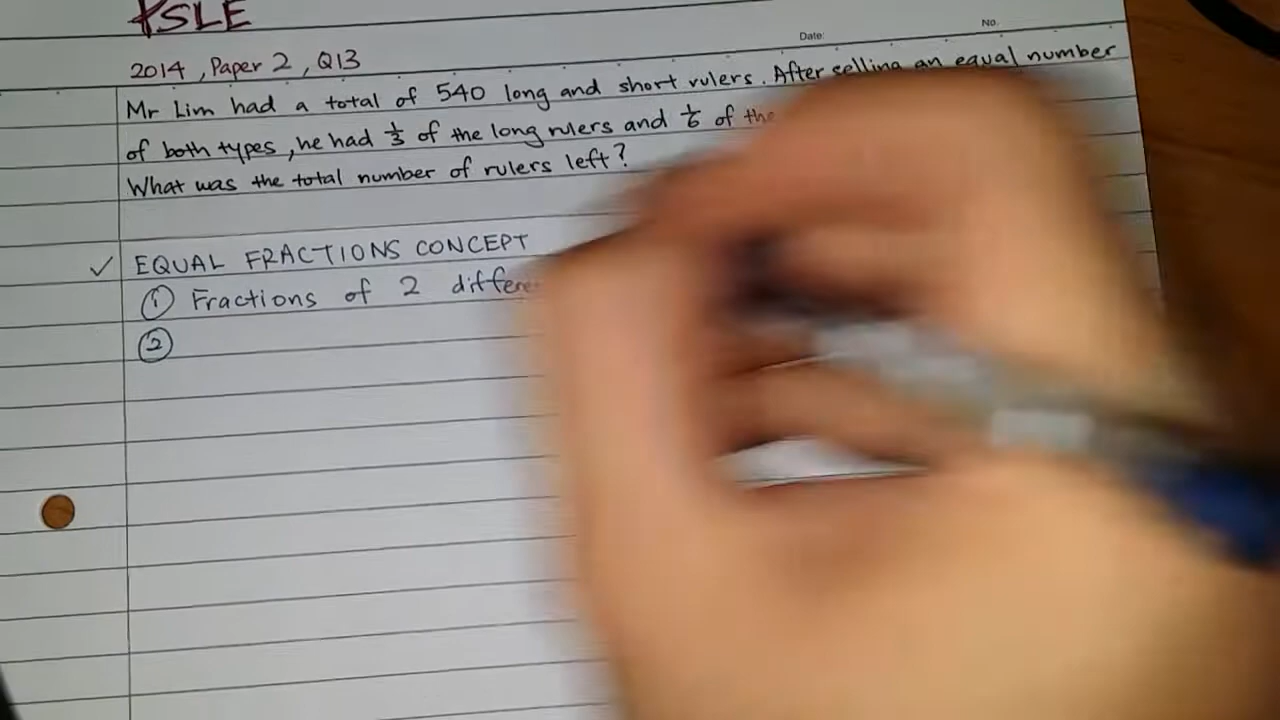 PSLE
Date:
No.
2014, Paper 2, Q13
Mr Lim had a total of 540 long and short rulers. After selling an equal number
of both types, he had 1/3 of the long rulers and 1/6 of the
What was the total number of rulers left?
✓ EQUAL FRACTIONS CONCEPT
① Fractions of 2
②